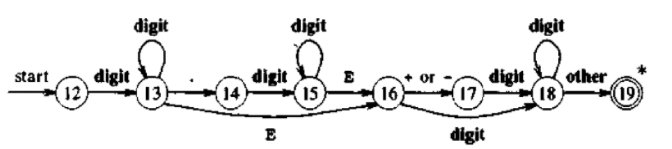 digit digit digit
start digit . digit E + or - digit other *
12 13 14 15 16 17 18 19
E digit